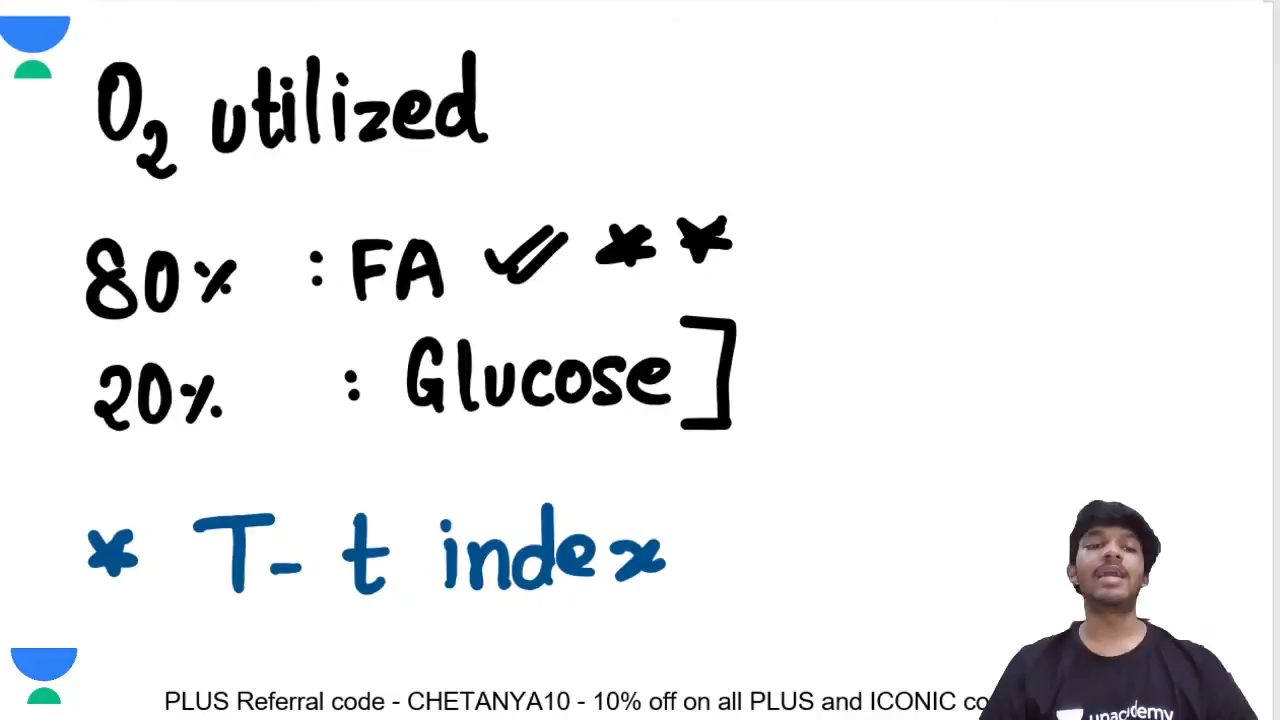 O₂ utilized
80% : FA ✓ * *
20% : Glucose ]
* T- t index
PLUS Referral code - CHETANYA10 - 10% off on all PLUS and ICONIC co
unacademy